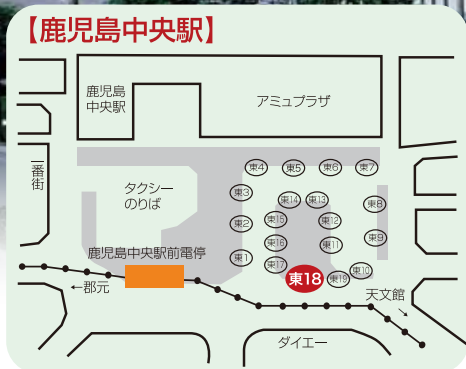 【鹿児島中央駅】
鹿児島
中央駅
アミュプラザ
一番街
タクシー
のりば
東4
東5
東6
東7
東3
東14
東13
東8
東2
東15
東12
東16
東11
東9
東1
東17
東18
東19
東10
鹿児島中央駅前電停
←郡元
天文館
ダイエー